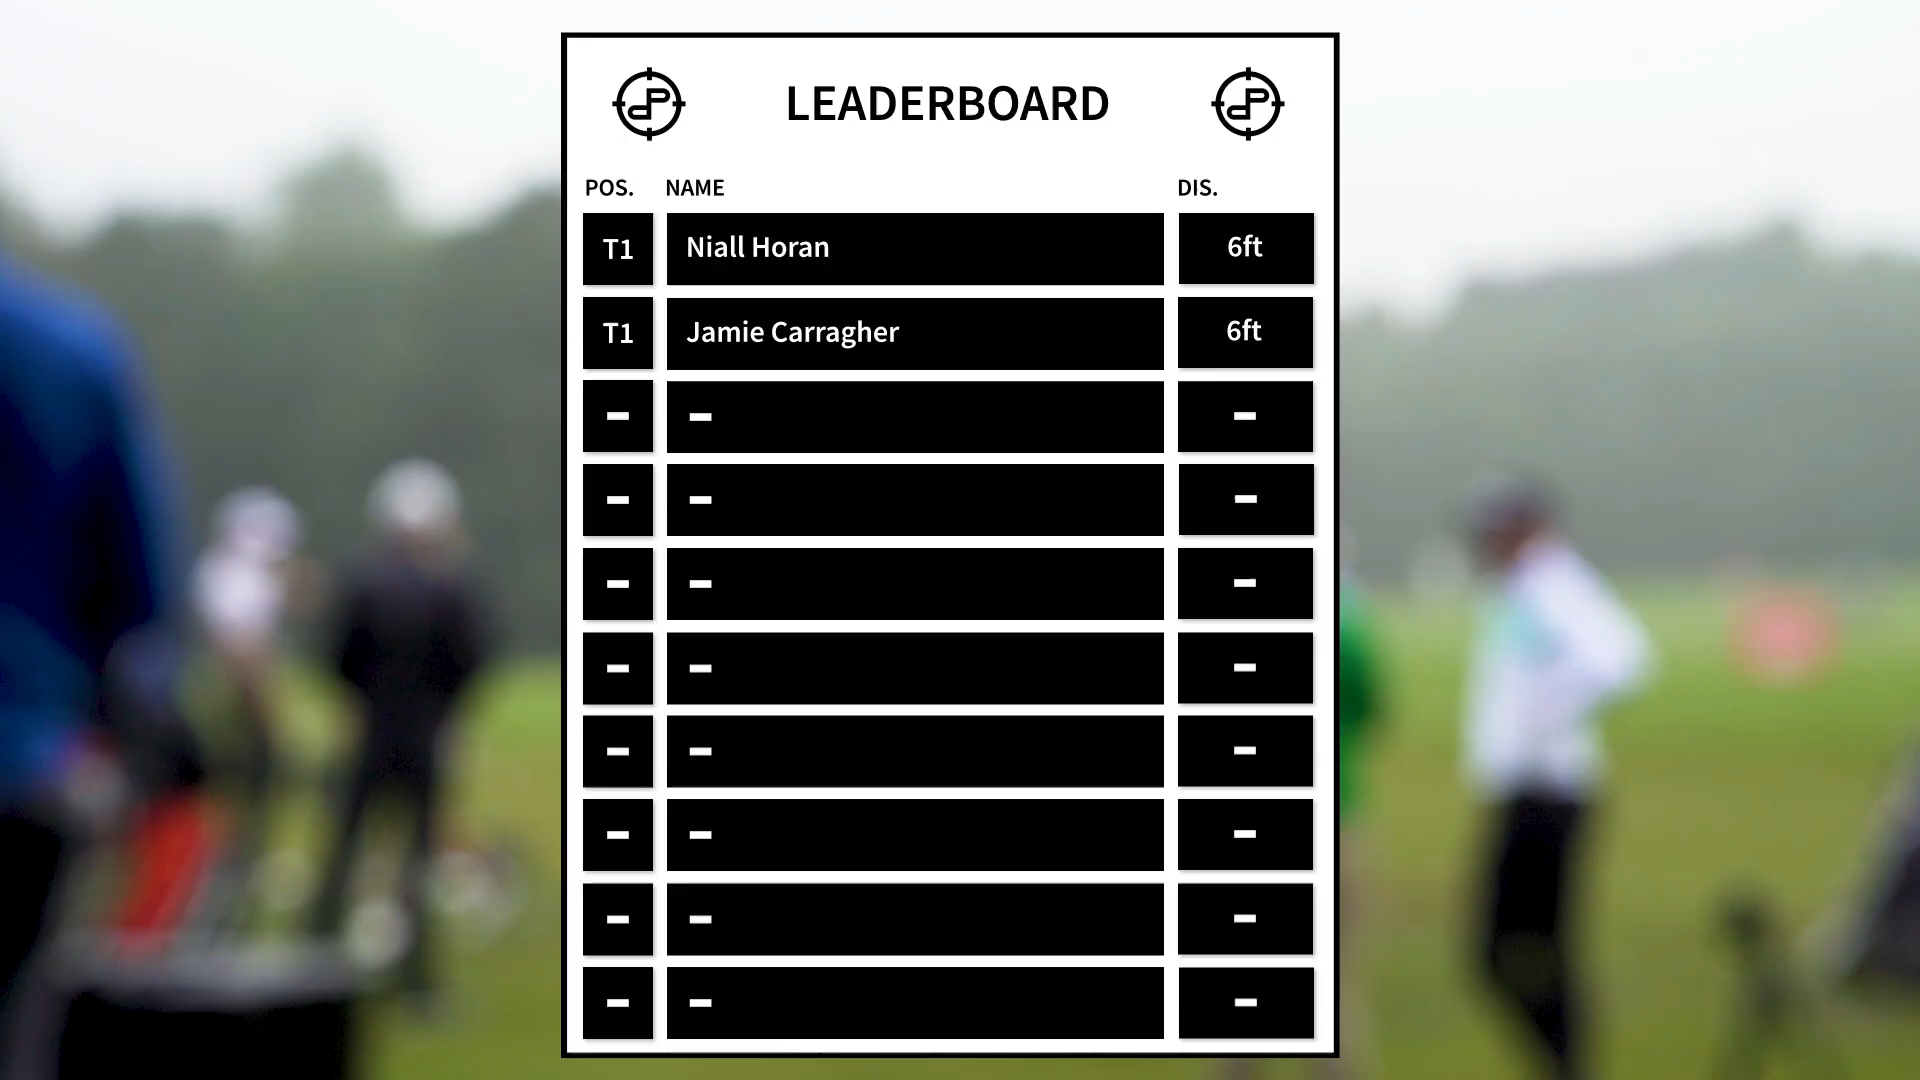 LEADERBOARD
POS. NAME DIS.
T1 Niall Horan 6ft
T1 Jamie Carragher 6ft
- - -
- - -
- - -
- - -
- - -
- - -
- - -
- - -